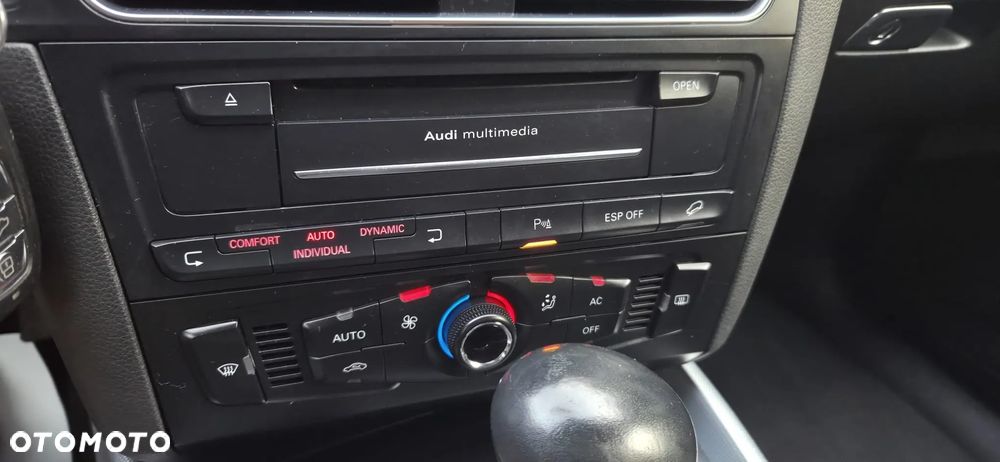 OPEN
Audi multimedia
COMFORT AUTO DYNAMIC
INDIVIDUAL
P
ESP OFF
AUTO
AC
OFF
OTOMOTO